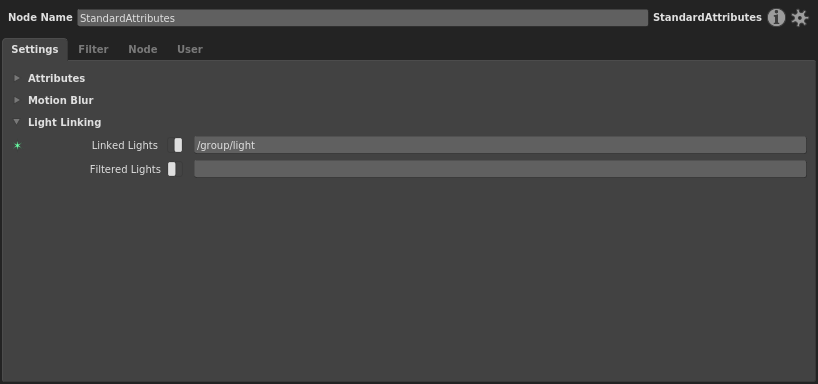 Node Name StandardAttributes StandardAttributes
Settings Filter Node User
Attributes
Motion Blur
Light Linking
Linked Lights /group/light
Filtered Lights